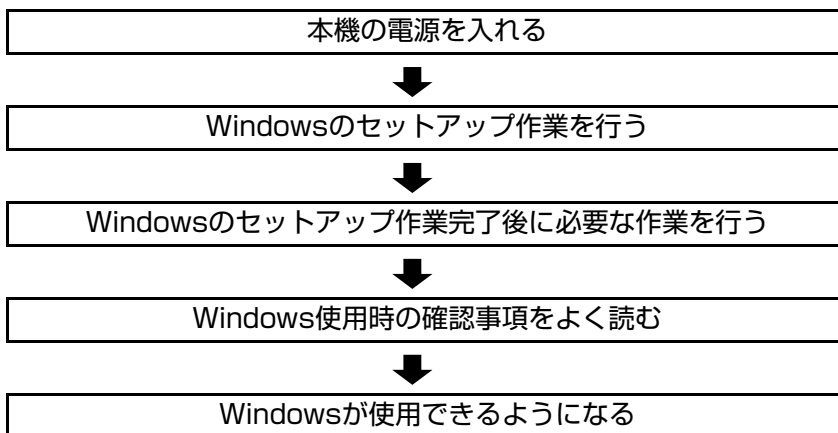 本機の電源を入れる
Windowsのセットアップ作業を行う
Windowsのセットアップ作業完了後に必要な作業を行う
Windows使用時の確認事項をよく読む
Windowsが使用できるようになる